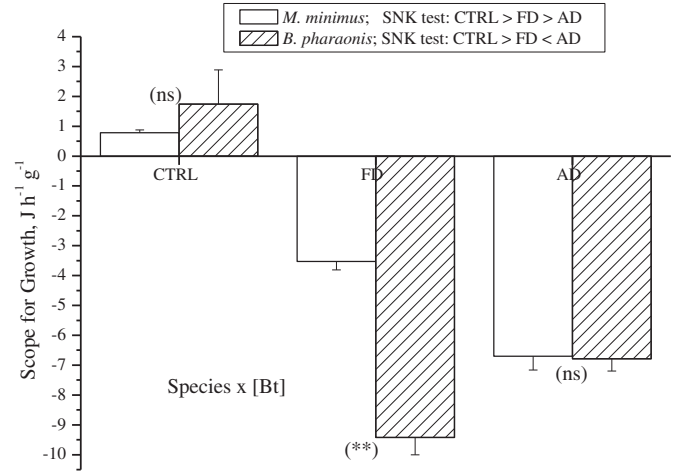 M. minimus; SNK test: CTRL > FD > AD
B. pharaonis; SNK test: CTRL > FD < AD
4
3
2
1
0
-1
-2
-3
-4
-5
-6
-7
-8
-9
-10
Scope for Growth, J h⁻¹ g⁻¹
(ns)
CTRL
FD
AD
(**)
(ns)
Species x [Bt]